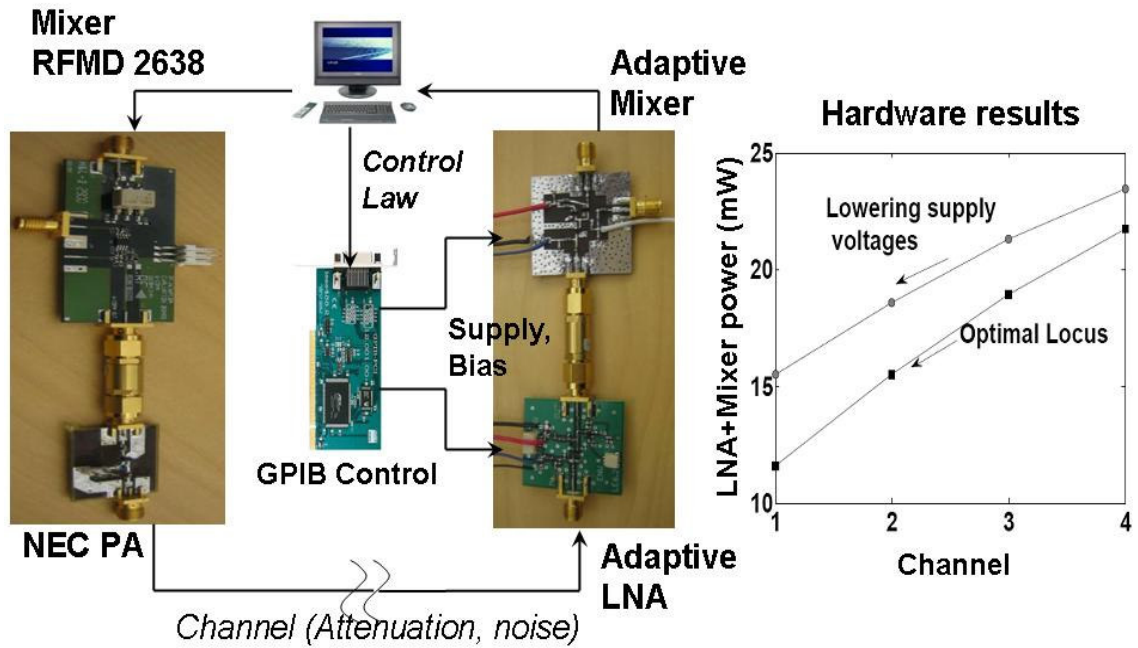 Mixer
RFMD 2638
Adaptive
Mixer
Control
Law
Supply,
Bias
GPIB Control
NEC PA
Adaptive
LNA
Channel (Attenuation, noise)
Hardware results
LNA+Mixer power (mW)
25
20
15
10
Lowering supply
voltages
Optimal Locus
1 2 3 4
Channel